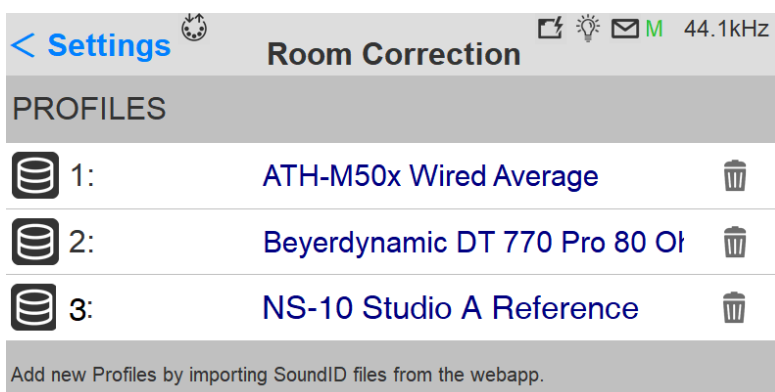 < Settings Room Correction M 44.1kHz
PROFILES
1: ATH-M50x Wired Average
2: Beyerdynamic DT 770 Pro 80 Oh
3: NS-10 Studio A Reference
Add new Profiles by importing SoundID files from the webapp.